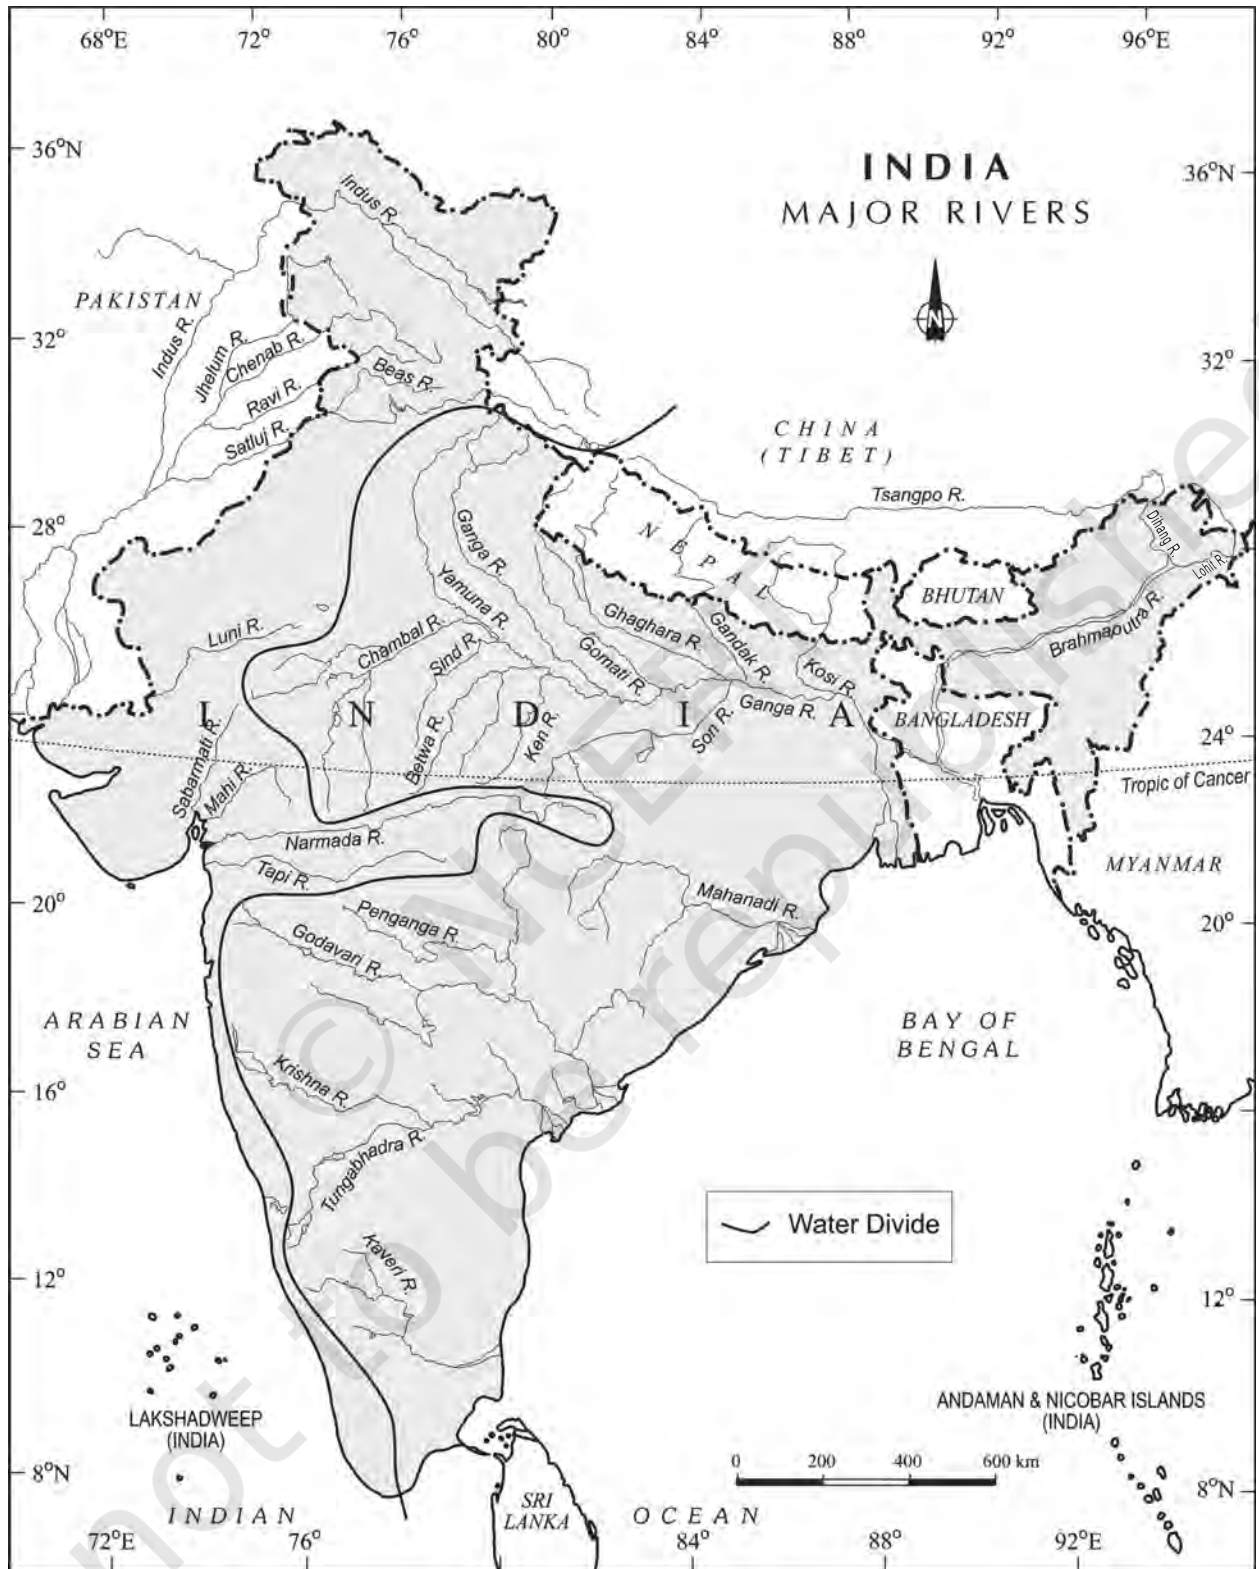 68°E 72° 76° 80° 84° 88° 92° 96°E
36°N
INDIA
36°N
MAJOR RIVERS
Indus R.
PAKISTAN
N
Indus R.
32°
Jhelum R.
Chenab R.
32°
Beas R.
Ravi R.
Satluj R.
CHINA
(TIBET)
Tsangpo R.
28°
Dihang R.
28°
Lohit R.
NEPAL
Ganga R.
BHUTAN
Yamuna R.
Ghaghara R.
Gandak R.
Brahmaputra R.
Luni R.
Chambal R.
Sind R.
Gomati R.
Kosi R.
I N D I A
Ganga R.
BANGLADESH
Sabarmati R.
Betwa R.
Ken R.
Son R.
24°
Mahi R.
Tropic of Cancer
Narmada R.
MYANMAR
Tapi R.
20°
Mahanadi R.
20°
Penganga R.
Godavari R.
ARABIAN
SEA
BAY OF
BENGAL
Krishna R.
16°
Tungabhadra R.
Water Divide
Kaveri R.
12°
12°
LAKSHADWEEP
(INDIA)
ANDAMAN & NICOBAR ISLANDS
(INDIA)
0 200 400 600 km
8°N
8°N
SRI
LANKA
INDIAN OCEAN
72°E 76° 84° 88° 92°E
© NCERT
not to be republished